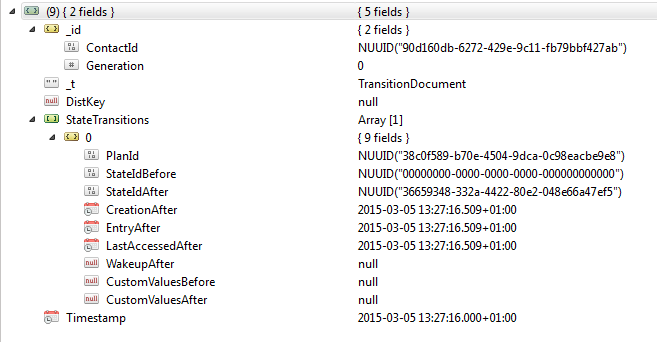 (9) { 2 fields } { 5 fields }
_id { 2 fields }
ContactId NUUID("90d160db-6272-429e-9c11-fb79bbf427ab")
# Generation 0
" " _t TransitionDocument
null DistKey null
StateTransitions Array [1]
0 { 9 fields }
PlanId NUUID("38c0f589-b70e-4504-9dca-0c98eacbe9e8")
StateIdBefore NUUID("00000000-0000-0000-0000-000000000000")
StateIdAfter NUUID("36659348-332a-4422-80e2-048e66a47ef5")
CreationAfter 2015-03-05 13:27:16.509+01:00
EntryAfter 2015-03-05 13:27:16.509+01:00
LastAccessedAfter 2015-03-05 13:27:16.509+01:00
null WakeupAfter null
null CustomValuesBefore null
null CustomValuesAfter null
Timestamp 2015-03-05 13:27:16.000+01:00